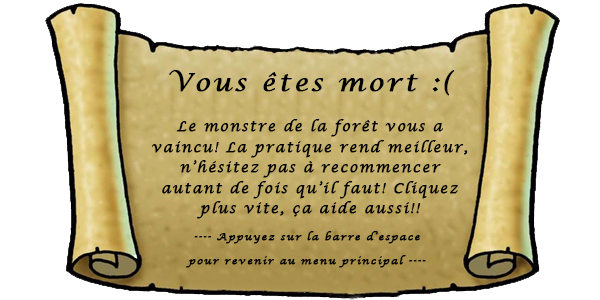 Vous êtes mort :(
Le monstre de la forêt vous a
vaincu! La pratique rend meilleur,
n'hésitez pas à recommencer
autant de fois qu'il faut! Cliquez
plus vite, ça aide aussi!!
---- Appuyez sur la barre d'espace
pour revenir au menu principal ----